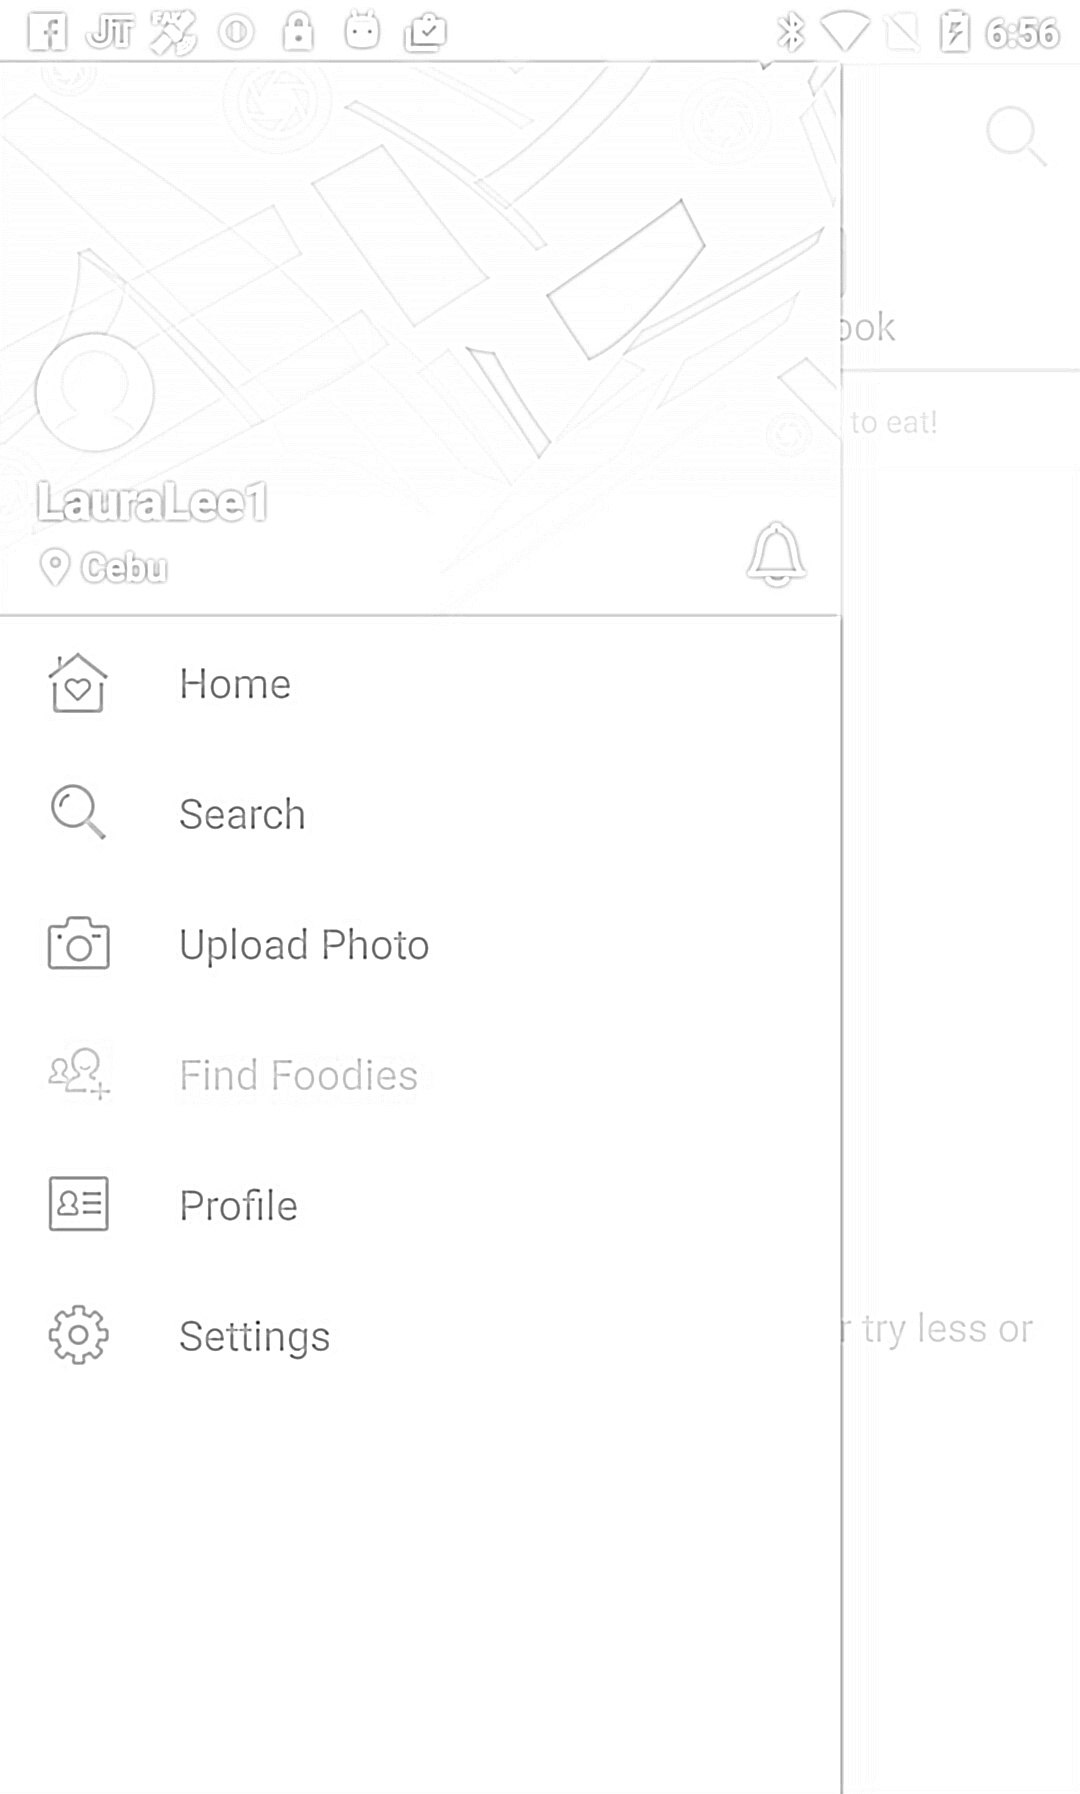 6:56
ook
to eat!
LauraLee1
Cebu
Home
Search
Upload Photo
Find Foodies
Profile
Settings
r try less or